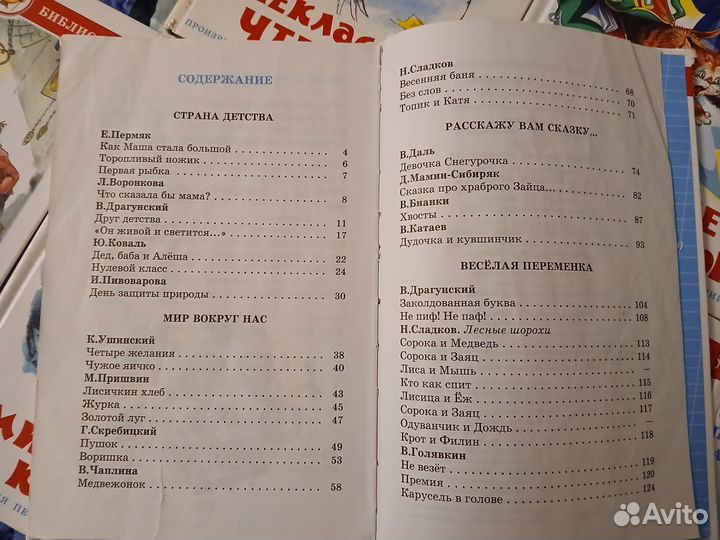 БИБЛИО
ПРОИЗВ
СОДЕРЖАНИЕ
СТРАНА ДЕТСТВА
Е.Пермяк
Как Маша стала большой 4
Торопливый ножик 6
Первая рыбка 7
Л.Воронкова
Что сказала бы мама? 8
В.Драгунский
Друг детства 11
«Он живой и светится...» 17
Ю.Коваль
Дед, баба и Алёша 22
Нулевой класс 24
И.Пивоварова
День защиты природы 30
МИР ВОКРУГ НАС
К.Ушинский
Четыре желания 38
Чужое яичко 40
М.Пришвин
Лисичкин хлеб 43
Журка 45
Золотой луг 47
Г.Скребицкий
Пушок 49
Воришка 53
В.Чаплина
Медвежонок 58
Н.Сладков
Весенняя баня 68
Без слов 70
Топик и Катя 71
РАССКАЖУ ВАМ СКАЗКУ...
В.Даль
Девочка Снегурочка 74
Д.Мамин-Сибиряк
Сказка про храброго Зайца... 82
В.Бианки
Хвосты 87
В.Катаев
Дудочка и кувшинчик 93
ВЕСЁЛАЯ ПЕРЕМЕНКА
В.Драгунский
Заколдованная буква 104
Не пиф! Не паф! 108
Н.Сладков. Лесные шорохи
Сорока и Медведь 113
Сорока и Заяц 114
Лиса и Мышь —
Кто как спит 115
Лисица и Ёж 116
Сорока и Заяц 117
Одуванчик и Дождь —
Крот и Филин 118
В.Голявкин
Не везёт 119
Премия 120
Карусель в голове 124
Avito